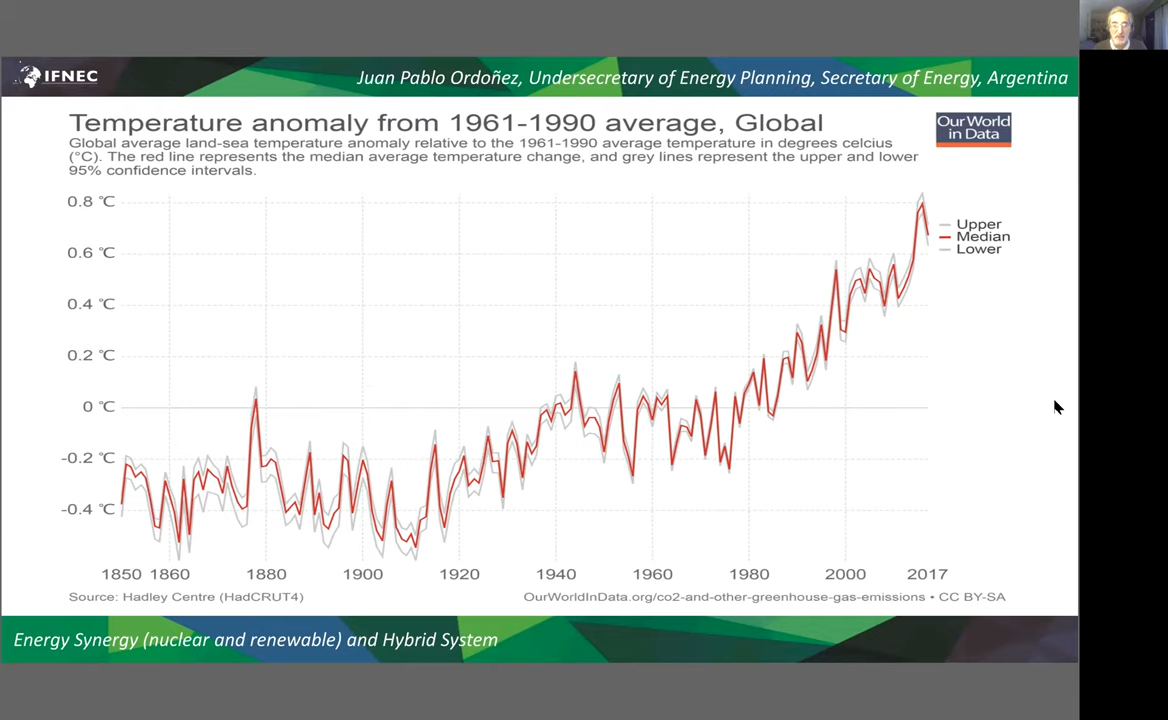 IFNEC
Juan Pablo Ordoñez, Undersecretary of Energy Planning, Secretary of Energy, Argentina
Temperature anomaly from 1961-1990 average, Global
Our World
in Data
Global average land-sea temperature anomaly relative to the 1961-1990 average temperature in degrees celcius
(°C). The red line represents the median average temperature change, and grey lines represent the upper and lower
95% confidence intervals.
0.8 °C
0.6 °C
0.4 °C
0.2 °C
0 °C
-0.2 °C
-0.4 °C
Upper
Median
Lower
1850 1860 1880 1900 1920 1940 1960 1980 2000 2017
Source: Hadley Centre (HadCRUT4)
OurWorldInData.org/co2-and-other-greenhouse-gas-emissions • CC BY-SA
Energy Synergy (nuclear and renewable) and Hybrid System